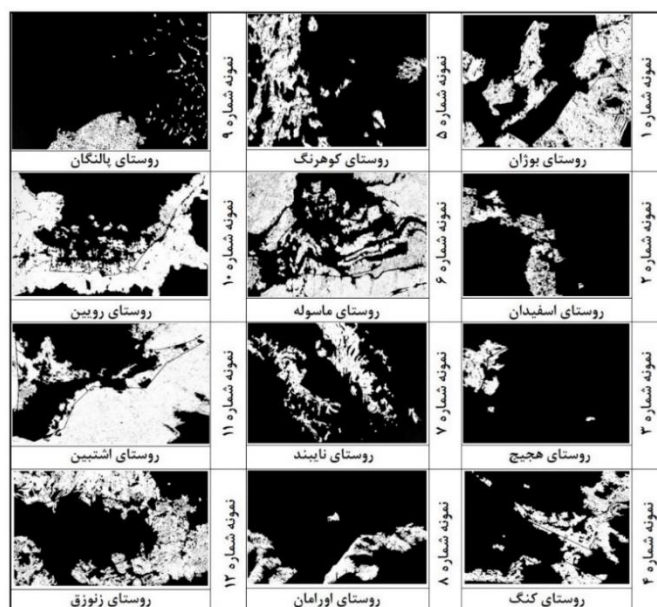 نمونه شماره ۱
روستای بوژان
نمونه شماره ۵
روستای کوهرنگ
نمونه شماره ۹
روستای پالنگان
نمونه شماره ۲
روستای اسفیدان
نمونه شماره ۶
روستای ماسوله
نمونه شماره ۱۰
روستای رویین
نمونه شماره ۳
روستای هجیج
نمونه شماره ۷
روستای نایبند
نمونه شماره ۱۱
روستای اشتبین
نمونه شماره ۴
روستای کنگ
نمونه شماره ۸
روستای اورامان
نمونه شماره ۱۲
روستای زنوزق